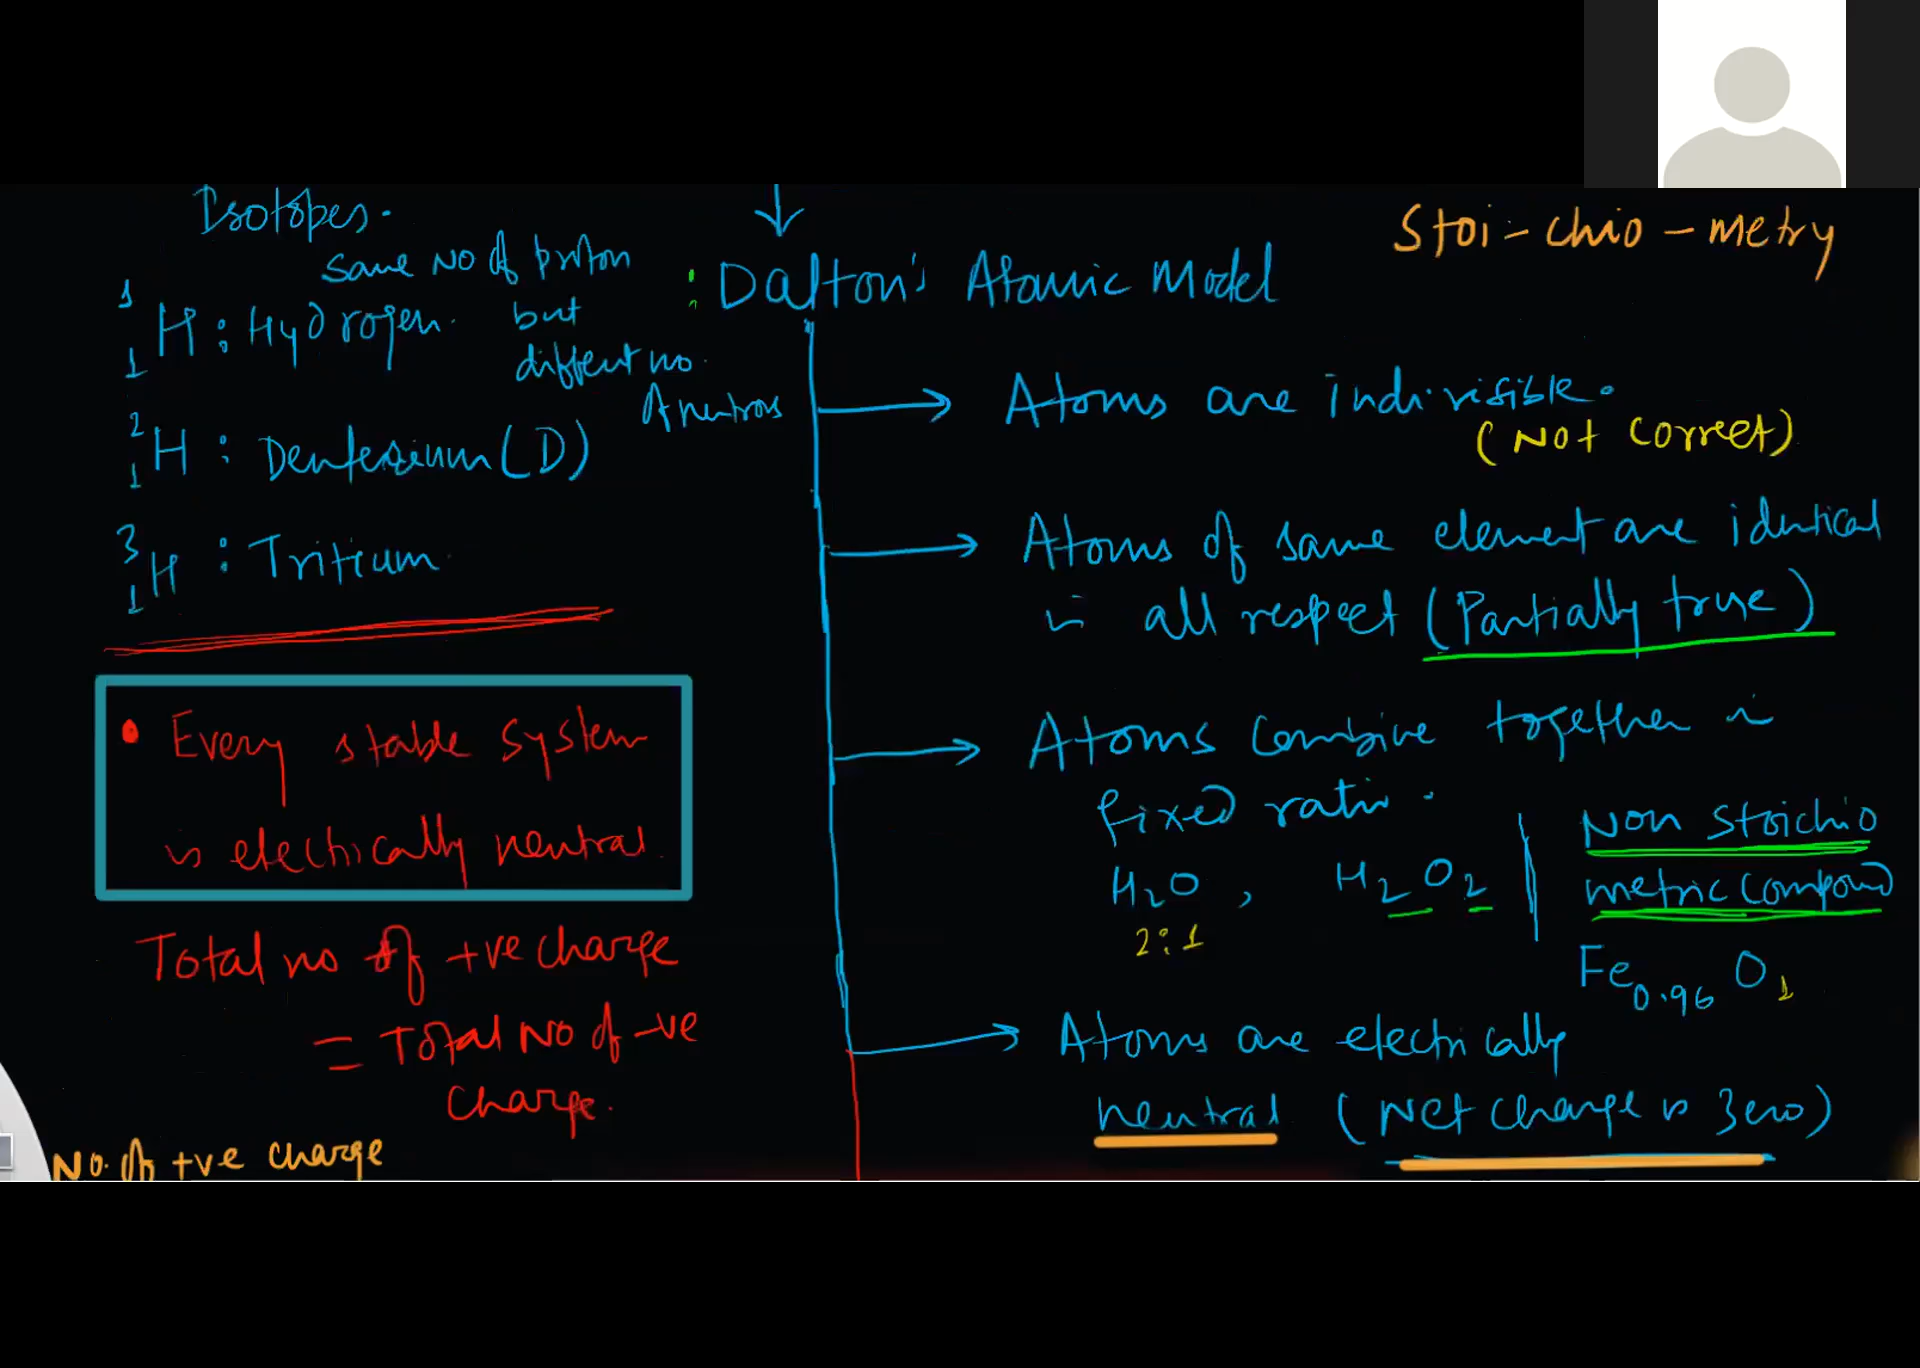 Isotopes.
same NO of proton
but
different no.
of neutrons
1 1 H : Hydrogen.
2 1 H : Deuterium (D)
3 1 H : Tritium
• Every stable system
is electrically neutral.
Total no of +ve charge
= Total NO of -ve
charge.
No. of +ve charge
Stoi - chio - metry
: Dalton's Atomic Model
Atoms are indivisible.
(Not correct)
Atoms of same element are identical
in all respect (Partially true)
Atoms combine together in
fixed ratio.
H2O , H2O2
2:1
Non stoichio
metric compound
Fe0.96 O1
Atoms are electrically
neutral (Net charge is zero)